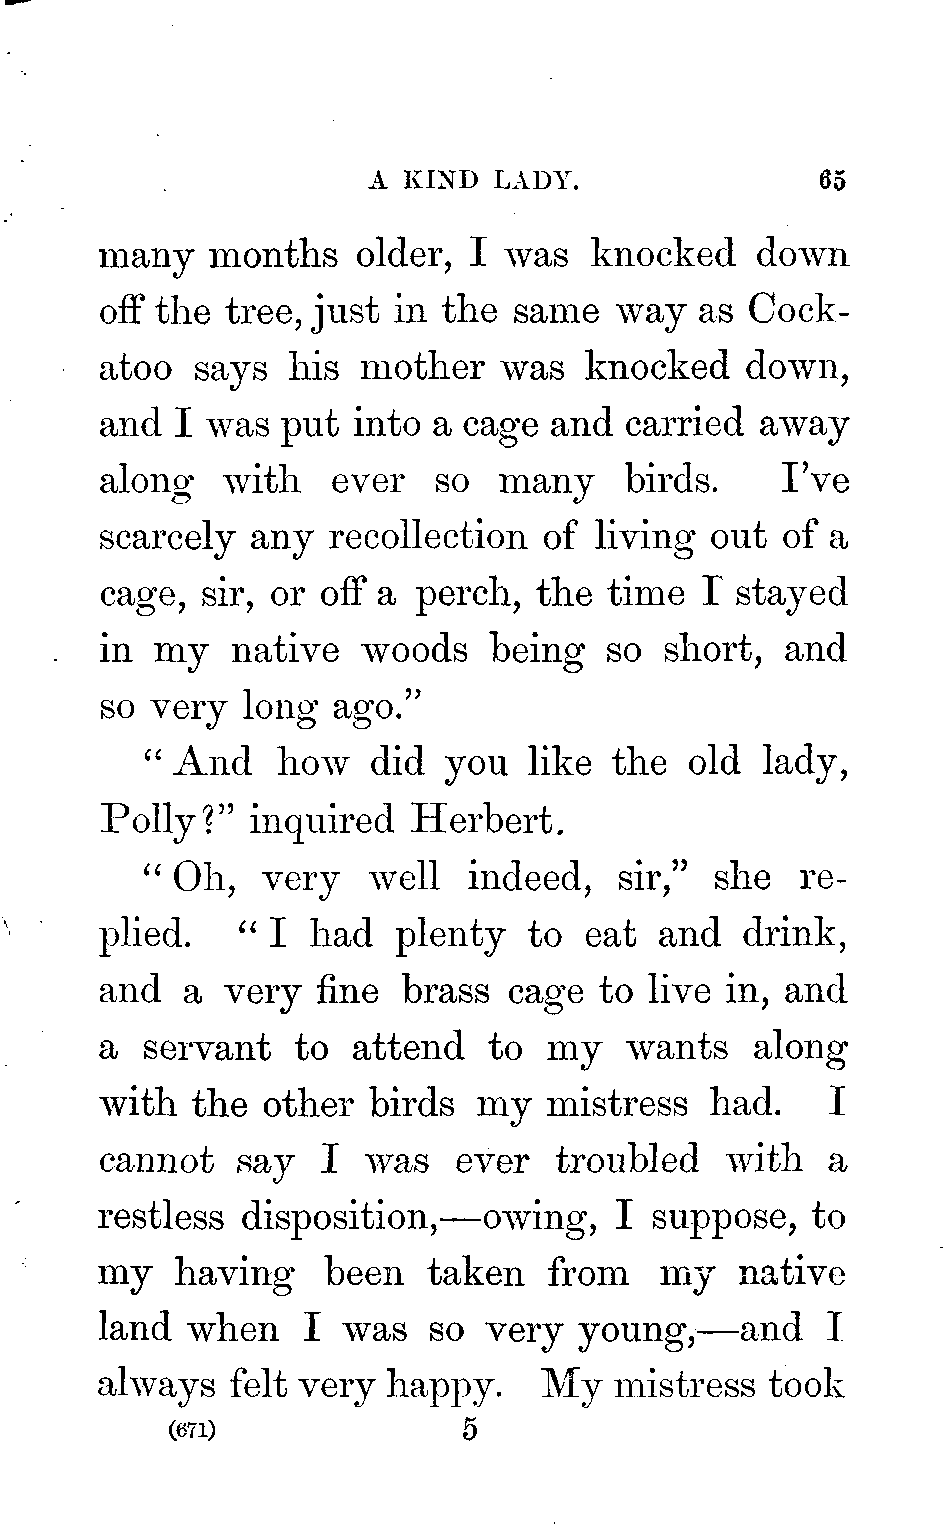 A KIND LADY. 65
many months older, I was knocked down
off the tree, just in the same way as Cock-
atoo says his mother was knocked down,
and I was put into a cage and carried away
along with ever so many birds. I've
scarcely any recollection of living out of a
cage, sir, or off a perch, the time I stayed
in my native woods being so short, and
so very long ago."
"And how did you like the old lady,
Polly?" inquired Herbert.
"Oh, very well indeed, sir," she re-
plied. "I had plenty to eat and drink,
and a very fine brass cage to live in, and
a servant to attend to my wants along
with the other birds my mistress had. I
cannot say I was ever troubled with a
restless disposition,—owing, I suppose, to
my having been taken from my native
land when I was so very young,—and I
always felt very happy. My mistress took
(671) 5